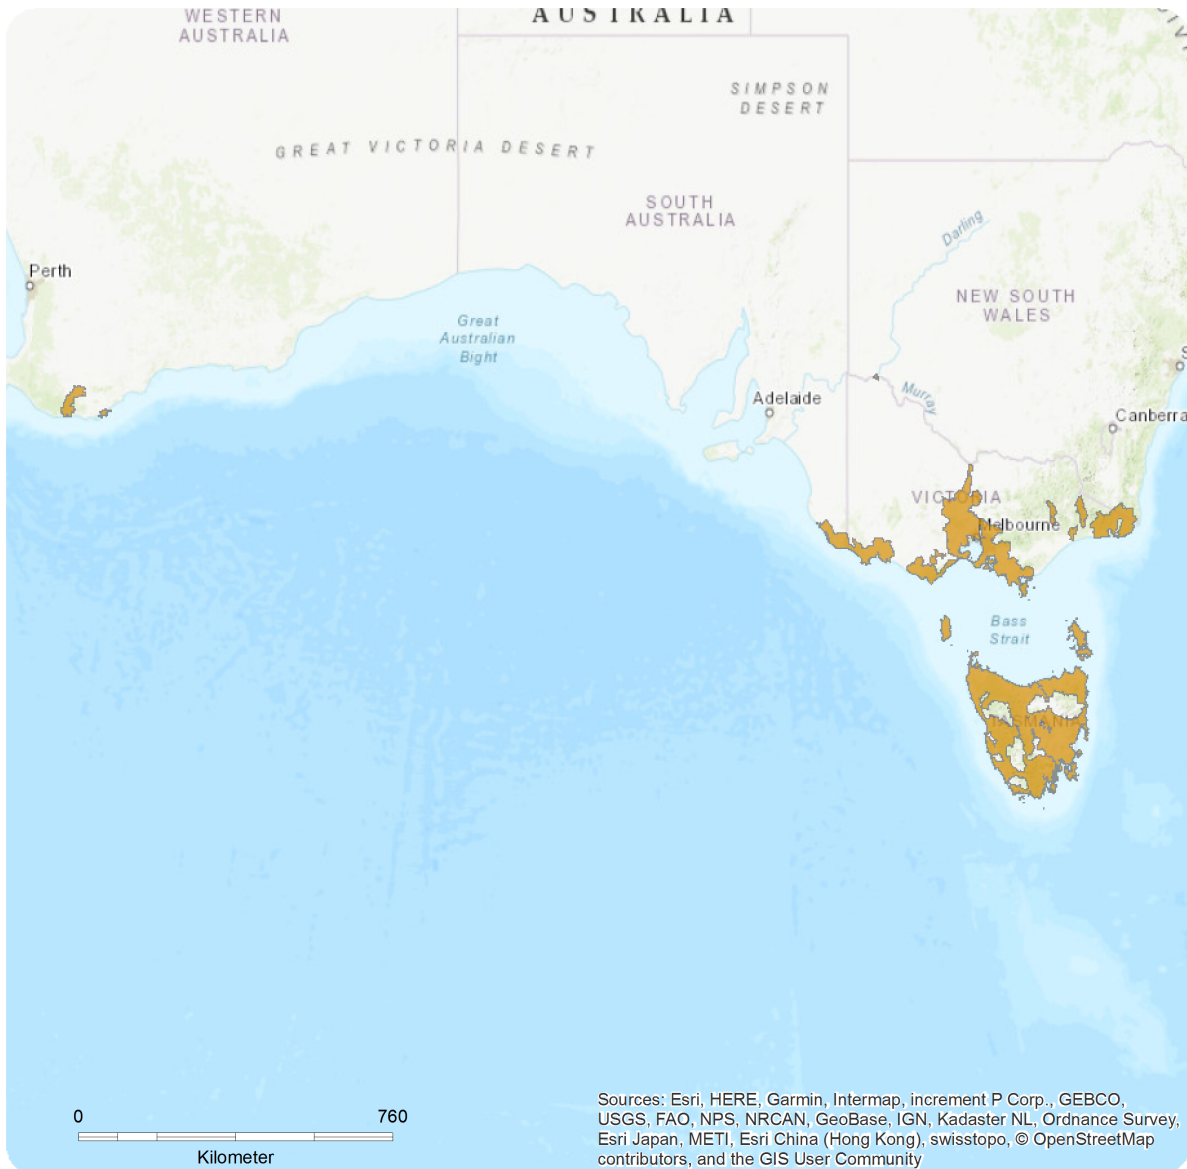 WESTERN
AUSTRALIA
AUSTRALIA
SIMPSON
DESERT
GREAT VICTORIA DESERT
SOUTH
AUSTRALIA
Darling
Perth
NEW SOUTH
WALES
Great
Australian
Bight
S
Murray
Adelaide
Canberra
VICTORIA
Melbourne
Bass
Strait
TASMANIA
0 760
Kilometer
Sources: Esri, HERE, Garmin, Intermap, increment P Corp., GEBCO,
USGS, FAO, NPS, NRCAN, GeoBase, IGN, Kadaster NL, Ordnance Survey,
Esri Japan, METI, Esri China (Hong Kong), swisstopo, © OpenStreetMap
contributors, and the GIS User Community